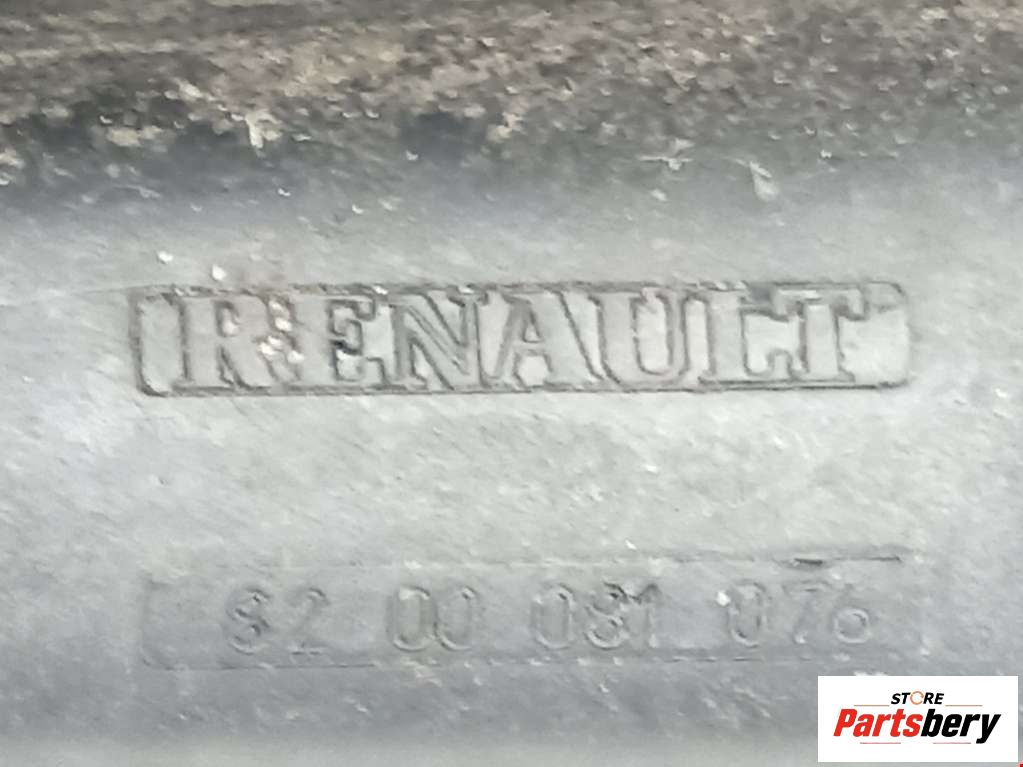 RENAULT
82 00 081 076
STORE
Partsbery